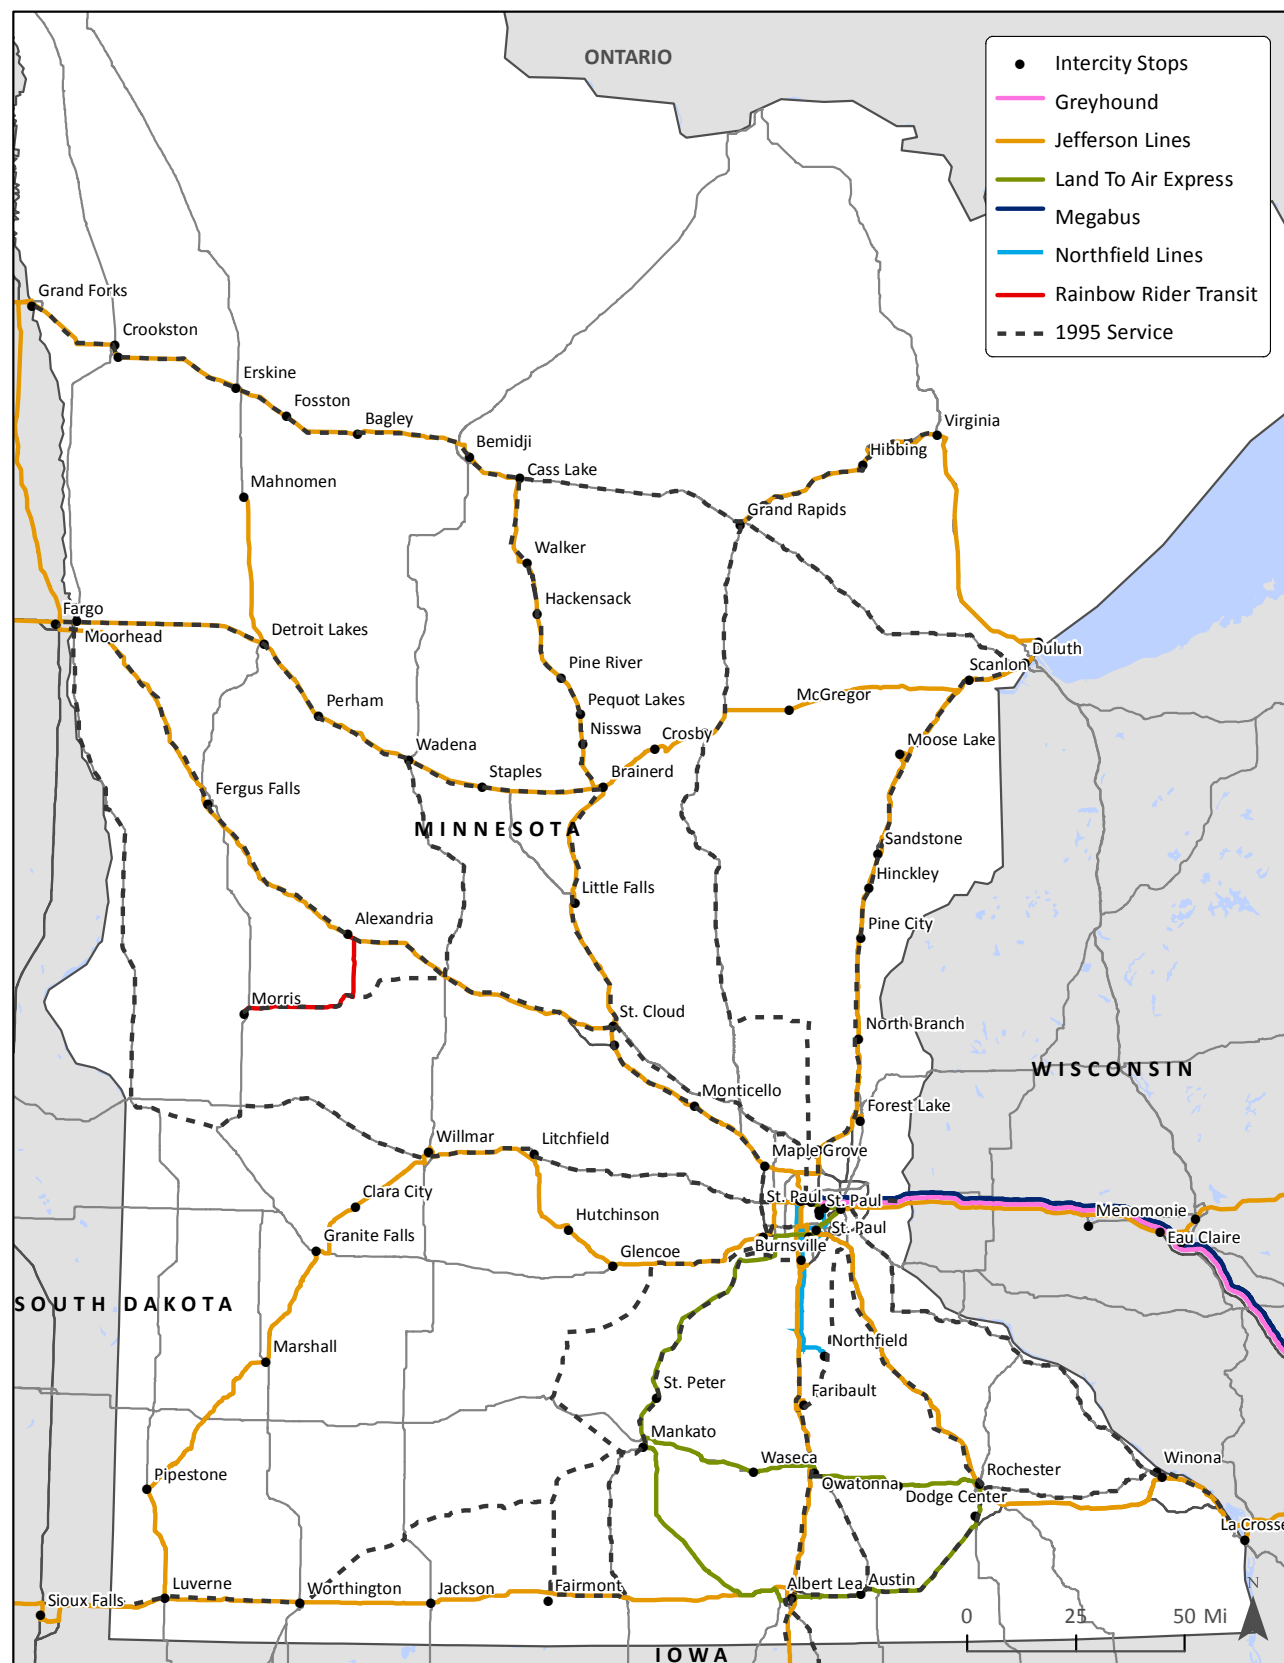 ONTARIO
Intercity Stops
Greyhound
Jefferson Lines
Land To Air Express
Megabus
Northfield Lines
Rainbow Rider Transit
1995 Service
Grand Forks
Crookston
Erskine
Fosston
Bagley
Bemidji
Cass Lake
Virginia
Hibbing
Mahnomen
Grand Rapids
Walker
Hackensack
Fargo
Moorhead
Detroit Lakes
Duluth
Scanlon
Pine River
Perham
Pequot Lakes
McGregor
Nisswa
Crosby
Moose Lake
Wadena
Staples
Brainerd
Fergus Falls
MINNESOTA
Sandstone
Hinckley
Little Falls
Alexandria
Pine City
Morris
St. Cloud
North Branch
WISCONSIN
Monticello
Forest Lake
Willmar
Litchfield
Maple Grove
Clara City
St. Paul
St. Paul
Menomonie
Hutchinson
St. Paul
Eau Claire
Granite Falls
Glencoe
Burnsville
SOUTH DAKOTA
Marshall
Northfield
St. Peter
Faribault
Mankato
Waseca
Winona
Pipestone
Rochester
Owatonna
Dodge Center
La Crosse
Luverne
Worthington
Jackson
Fairmont
Albert Lea
Austin
Sioux Falls
N
0 25 50 Mi
IOWA